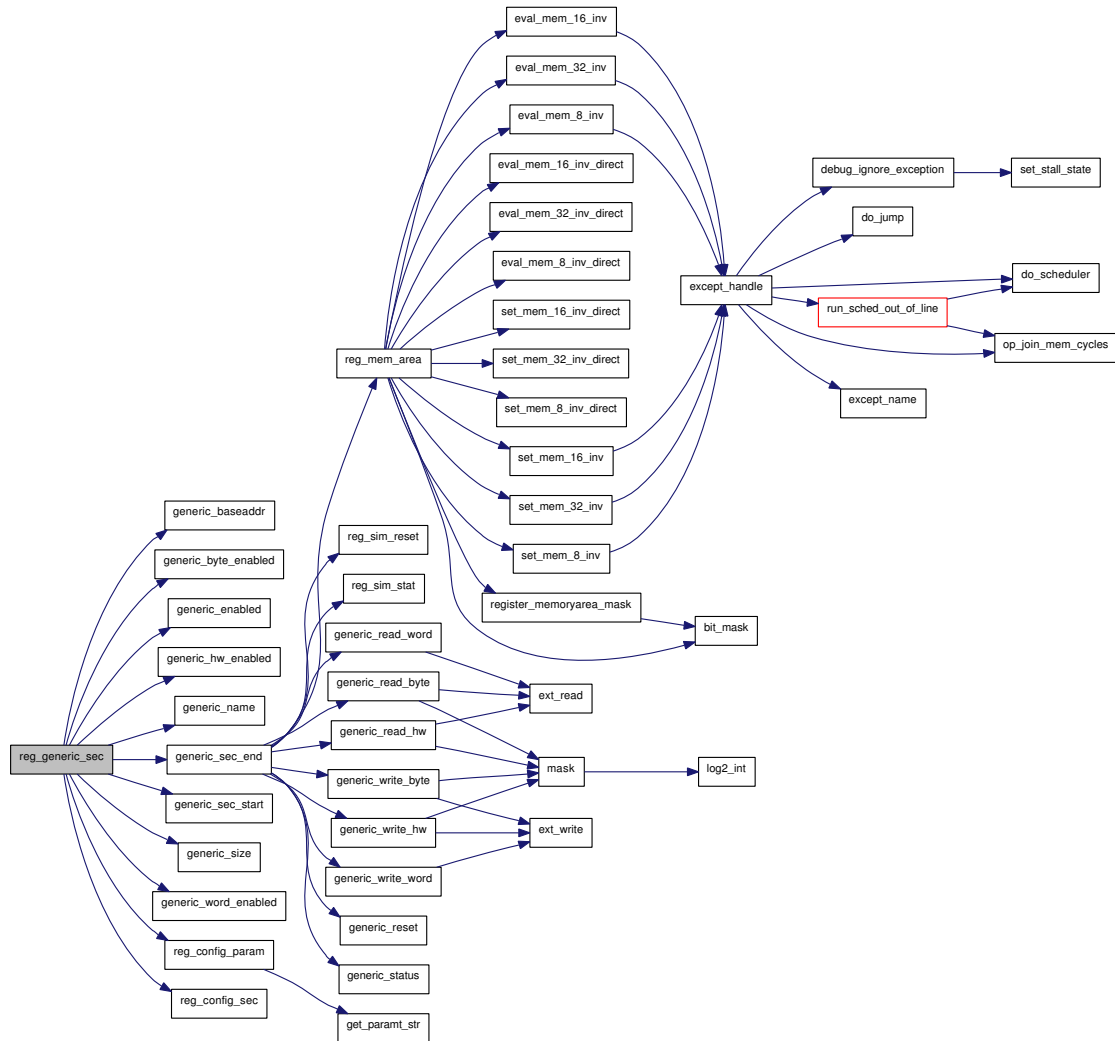 eval_mem_16_inv
eval_mem_32_inv
eval_mem_8_inv
eval_mem_16_inv_direct
debug_ignore_exception
set_stall_state
eval_mem_32_inv_direct
do_jump
eval_mem_8_inv_direct
do_scheduler
except_handle
set_mem_16_inv_direct
run_sched_out_of_line
op_join_mem_cycles
reg_mem_area
set_mem_32_inv_direct
set_mem_8_inv_direct
except_name
set_mem_16_inv
set_mem_32_inv
generic_baseaddr
reg_sim_reset
set_mem_8_inv
generic_byte_enabled
reg_sim_stat
generic_enabled
register_memoryarea_mask
generic_read_word
bit_mask
generic_hw_enabled
generic_read_byte
ext_read
generic_name
generic_read_hw
reg_generic_sec
generic_sec_end
mask
log2_int
generic_write_byte
generic_sec_start
generic_write_hw
ext_write
generic_size
generic_write_word
generic_word_enabled
generic_reset
reg_config_param
generic_status
reg_config_sec
get_paramt_str